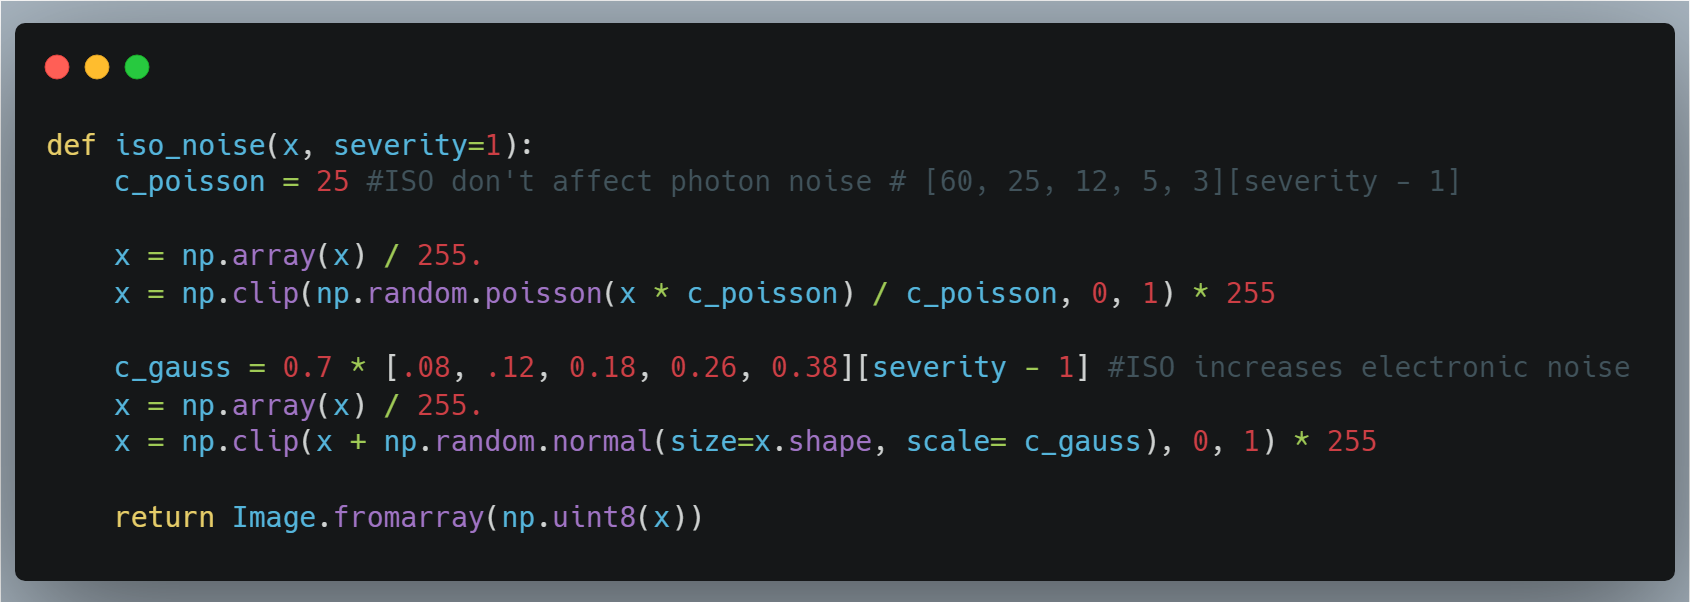 def iso_noise(x, severity=1):
    c_poisson = 25 #ISO don't affect photon noise # [60, 25, 12, 5, 3][severity - 1]
    x = np.array(x) / 255.
    x = np.clip(np.random.poisson(x * c_poisson) / c_poisson, 0, 1) * 255
    c_gauss = 0.7 * [.08, .12, 0.18, 0.26, 0.38][severity - 1] #ISO increases electronic noise
    x = np.array(x) / 255.
    x = np.clip(x + np.random.normal(size=x.shape, scale= c_gauss), 0, 1) * 255
    return Image.fromarray(np.uint8(x))